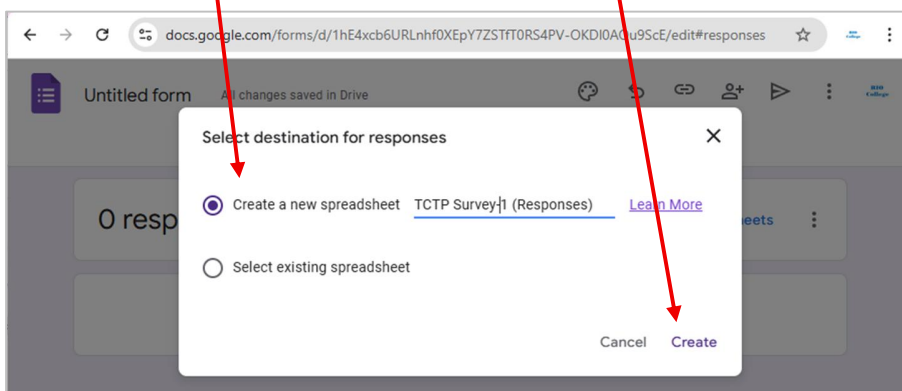 docs.google.com/forms/d/1hE4xcb6URLnhf0XEpY7ZSTfT0RS4PV-OKDI0AQu9ScE/edit#responses
Untitled form All changes saved in Drive
Select destination for responses
Create a new spreadsheet TCTP Survey-1 (Responses) Learn More
0 resp eets
Select existing spreadsheet
Cancel Create